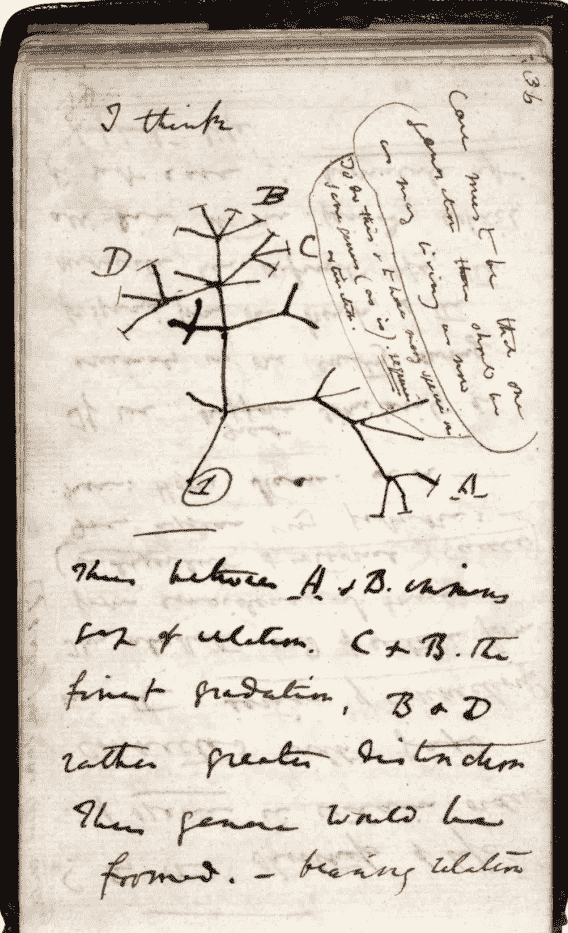 36
I think
Case must be that one
generation then should be
as many living as now
To do this & to have many species in
same genus (as is) requires
extinction.
B
C
D
A
1
Thus between A & B. immens
gap of relation. C & B. the
finest gradation, B & D
rather greater distinction
Thus genera would be
formed. — bearing relation